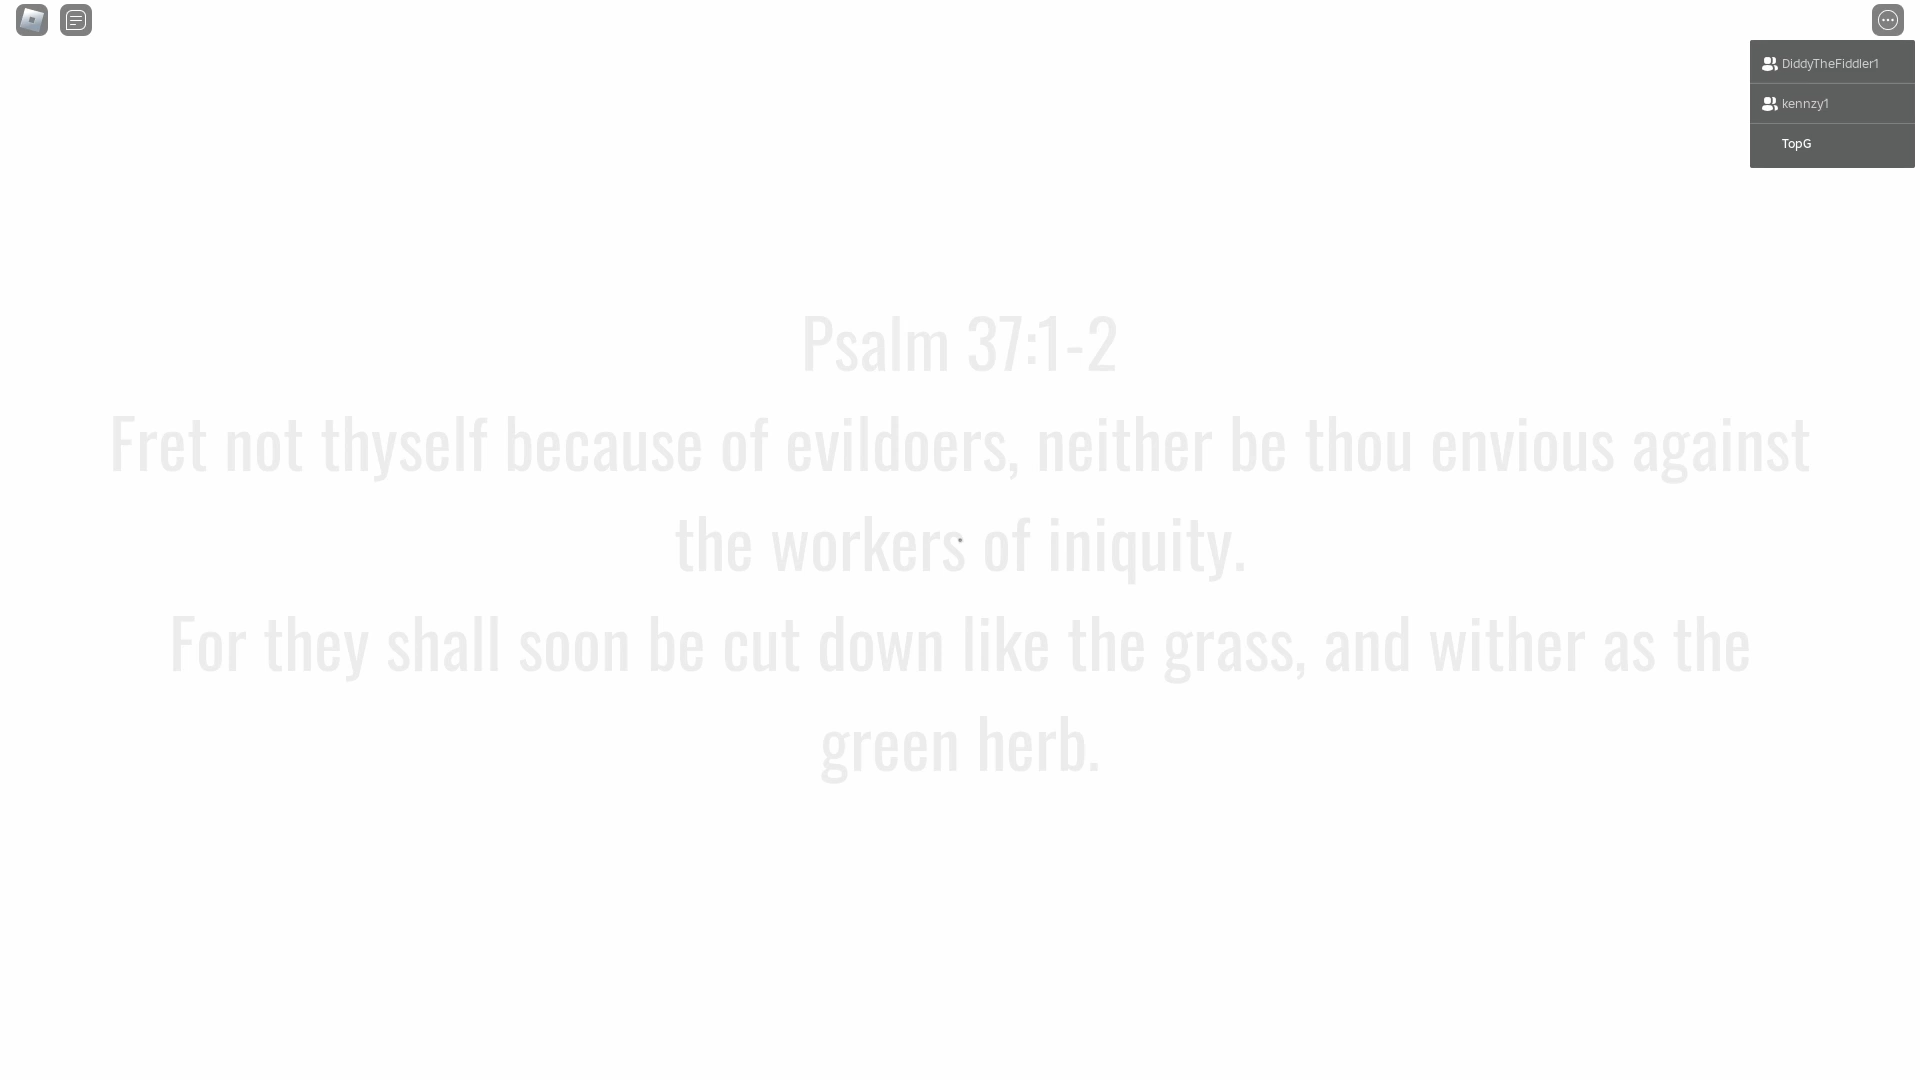 DiddyTheFiddler1
kennzy1
TopG
Psalm 37:1-2
Fret not thyself because of evildoers, neither be thou envious against
the workers of iniquity.
For they shall soon be cut down like the grass, and wither as the
green herb.